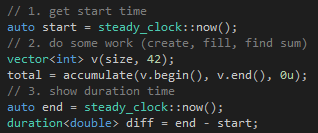 // 1. get start time
auto start = steady_clock::now();
// 2. do some work (create, fill, find sum)
vector<int> v(size, 42);
total = accumulate(v.begin(), v.end(), 0u);
// 3. show duration time
auto end = steady_clock::now();
duration<double> diff = end - start;